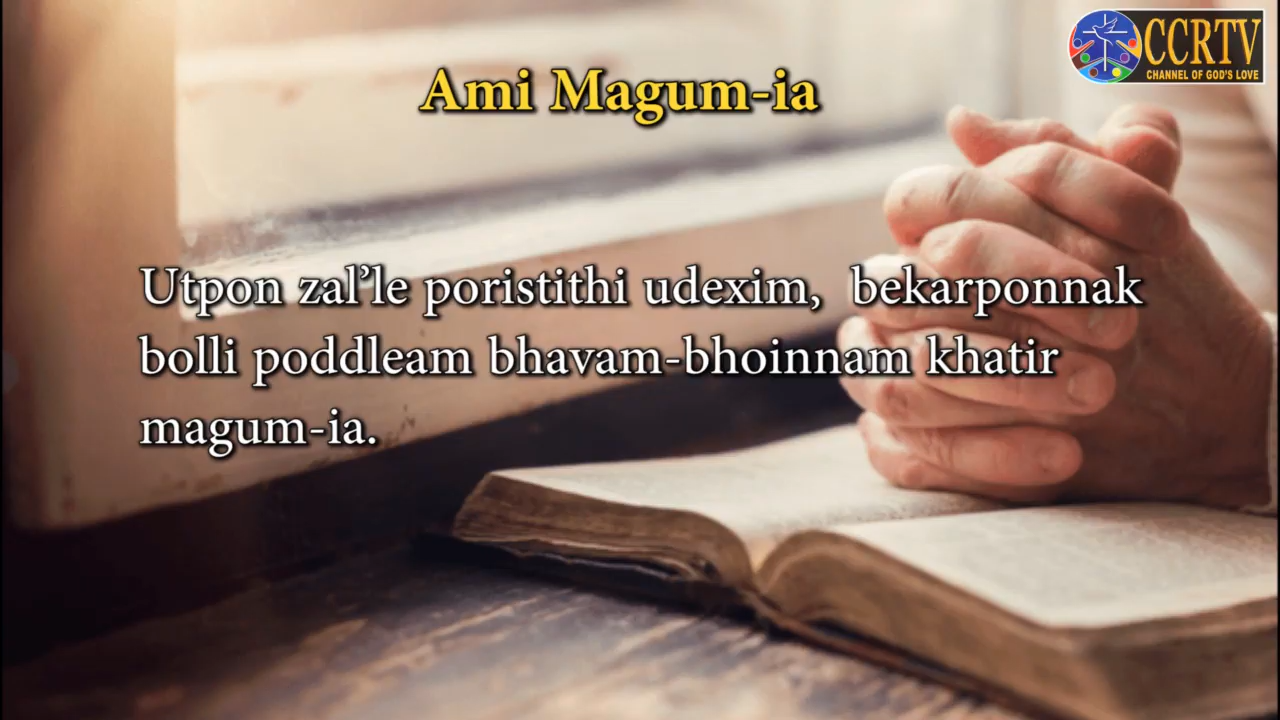 CCRTV
CHANNEL OF GOD'S LOVE
Ami Magum-ia
Utpon zal’le poristithi udexim, bekarponnak
bolli poddleam bhavam-bhoinnam khatir
magum-ia.